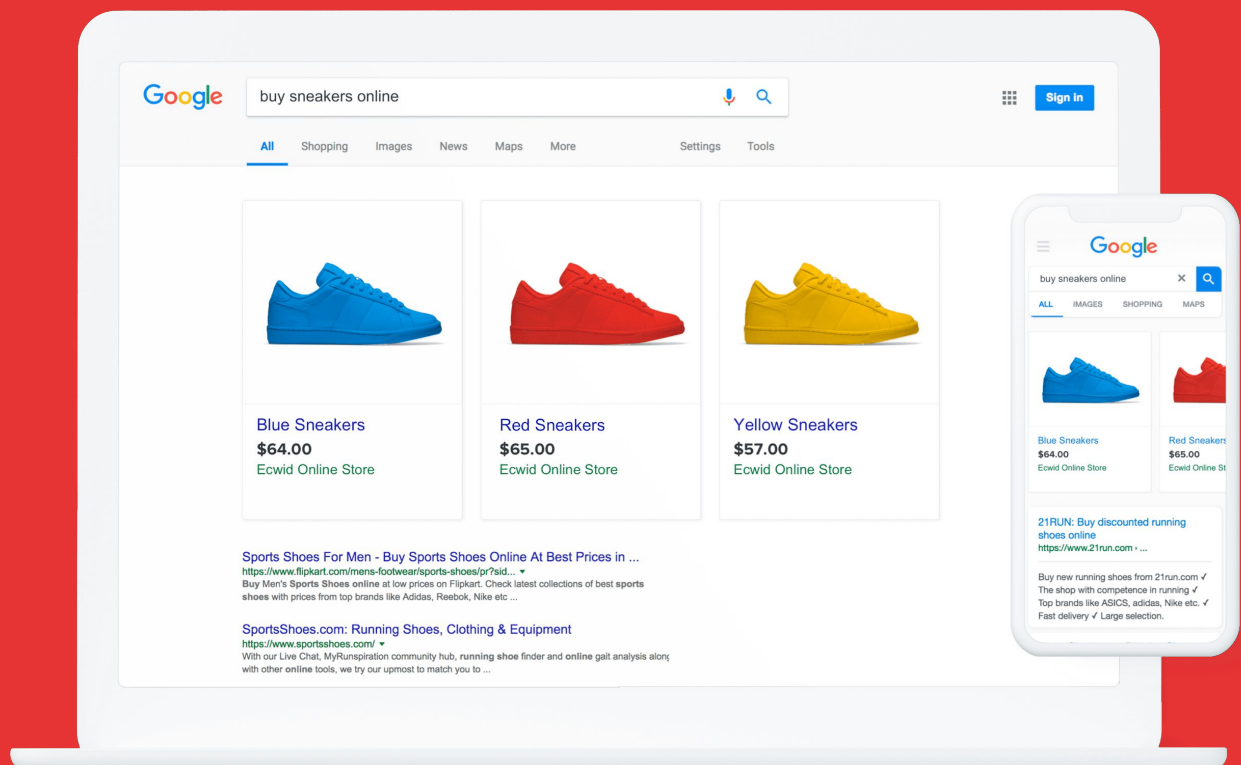 Google
buy sneakers online
Sign in
All Shopping Images News Maps More Settings Tools
Blue Sneakers
$64.00
Ecwid Online Store
Red Sneakers
$65.00
Ecwid Online Store
Yellow Sneakers
$57.00
Ecwid Online Store
Sports Shoes For Men - Buy Sports Shoes Online At Best Prices in ...
https://www.flipkart.com/mens-footwear/sports-shoes/pr?sid...
Buy Men's Sports Shoes online at low prices on Flipkart. Check latest collections of best sports
shoes with prices from top brands like Adidas, Reebok, Nike etc ...
SportsShoes.com: Running Shoes, Clothing & Equipment
https://www.sportsshoes.com/
With our Live Chat, MyRunspiration community hub, running shoe finder and online gait analysis along
with other online tools, we try our upmost to match you to ...
Google
buy sneakers online
ALL IMAGES SHOPPING MAPS
Blue Sneakers
$64.00
Ecwid Online Store
Red Sneakers
$65.00
Ecwid Online St
21RUN: Buy discounted running
shoes online
https://www.21run.com › ...
Buy new running shoes from 21run.com ✓
The shop with competence in running ✓
Top brands like ASICS, adidas, Nike etc. ✓
Fast delivery ✓ Large selection.